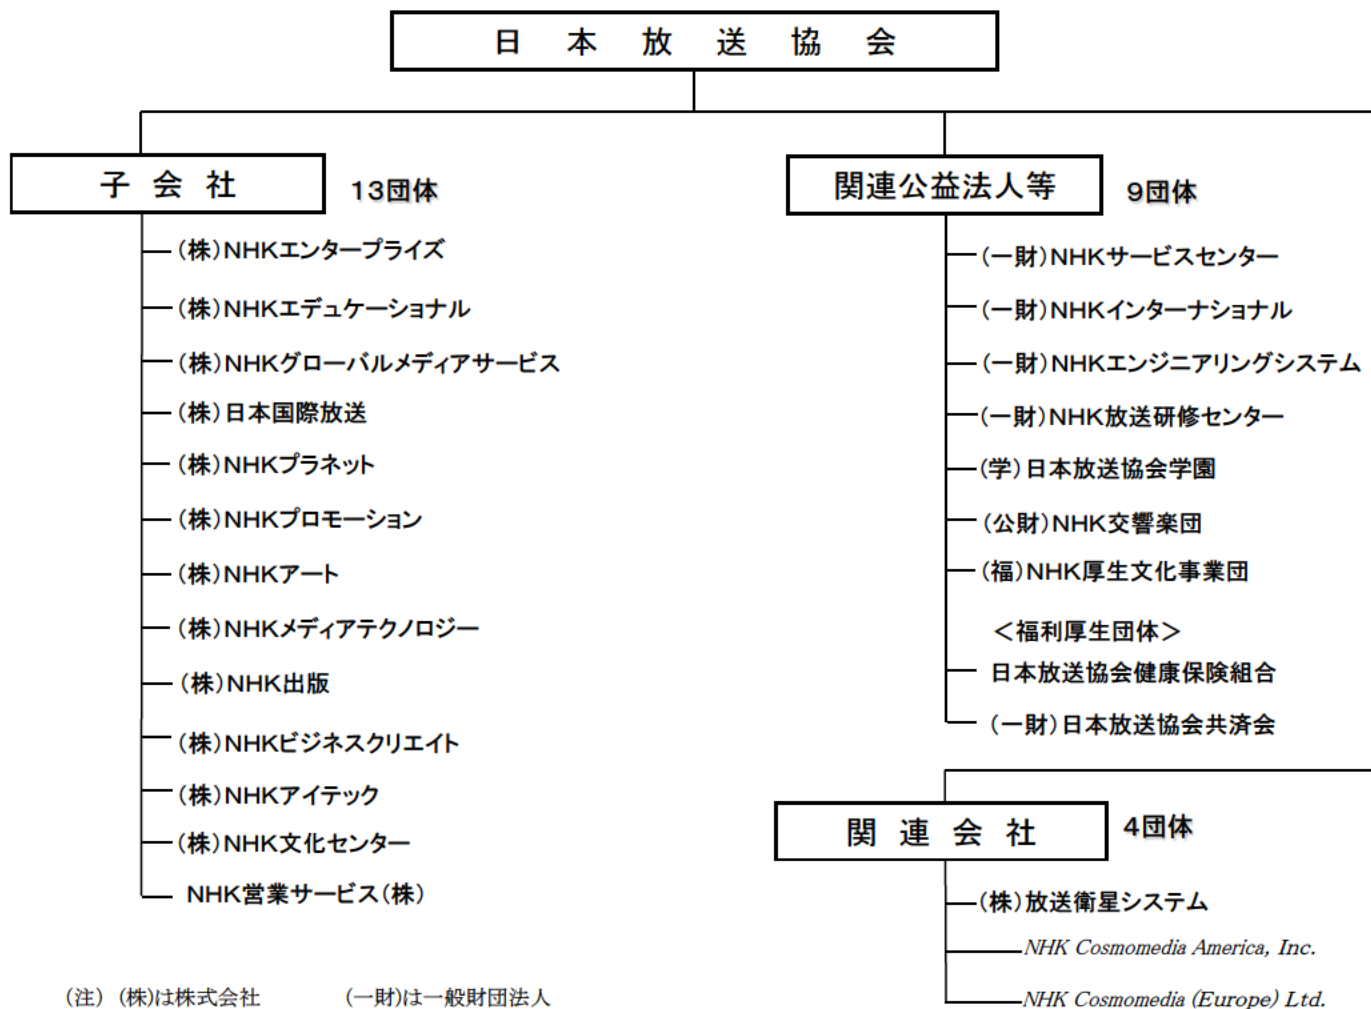 日本放送協会
子会社 13団体
(株)NHKエンタープライズ
(株)NHKエデュケーショナル
(株)NHKグローバルメディアサービス
(株)日本国際放送
(株)NHKプラネット
(株)NHKプロモーション
(株)NHKアート
(株)NHKメディアテクノロジー
(株)NHK出版
(株)NHKビジネスクリエイト
(株)NHKアイテック
(株)NHK文化センター
NHK営業サービス(株)
関連公益法人等 9団体
(一財)NHKサービスセンター
(一財)NHKインターナショナル
(一財)NHKエンジニアリングシステム
(一財)NHK放送研修センター
(学)日本放送協会学園
(公財)NHK交響楽団
(福)NHK厚生文化事業団
＜福利厚生団体＞
日本放送協会健康保険組合
(一財)日本放送協会共済会
関連会社 4団体
(株)放送衛星システム
NHK Cosmomedia America, Inc.
NHK Cosmomedia (Europe) Ltd.
(注) (株)は株式会社 (一財)は一般財団法人